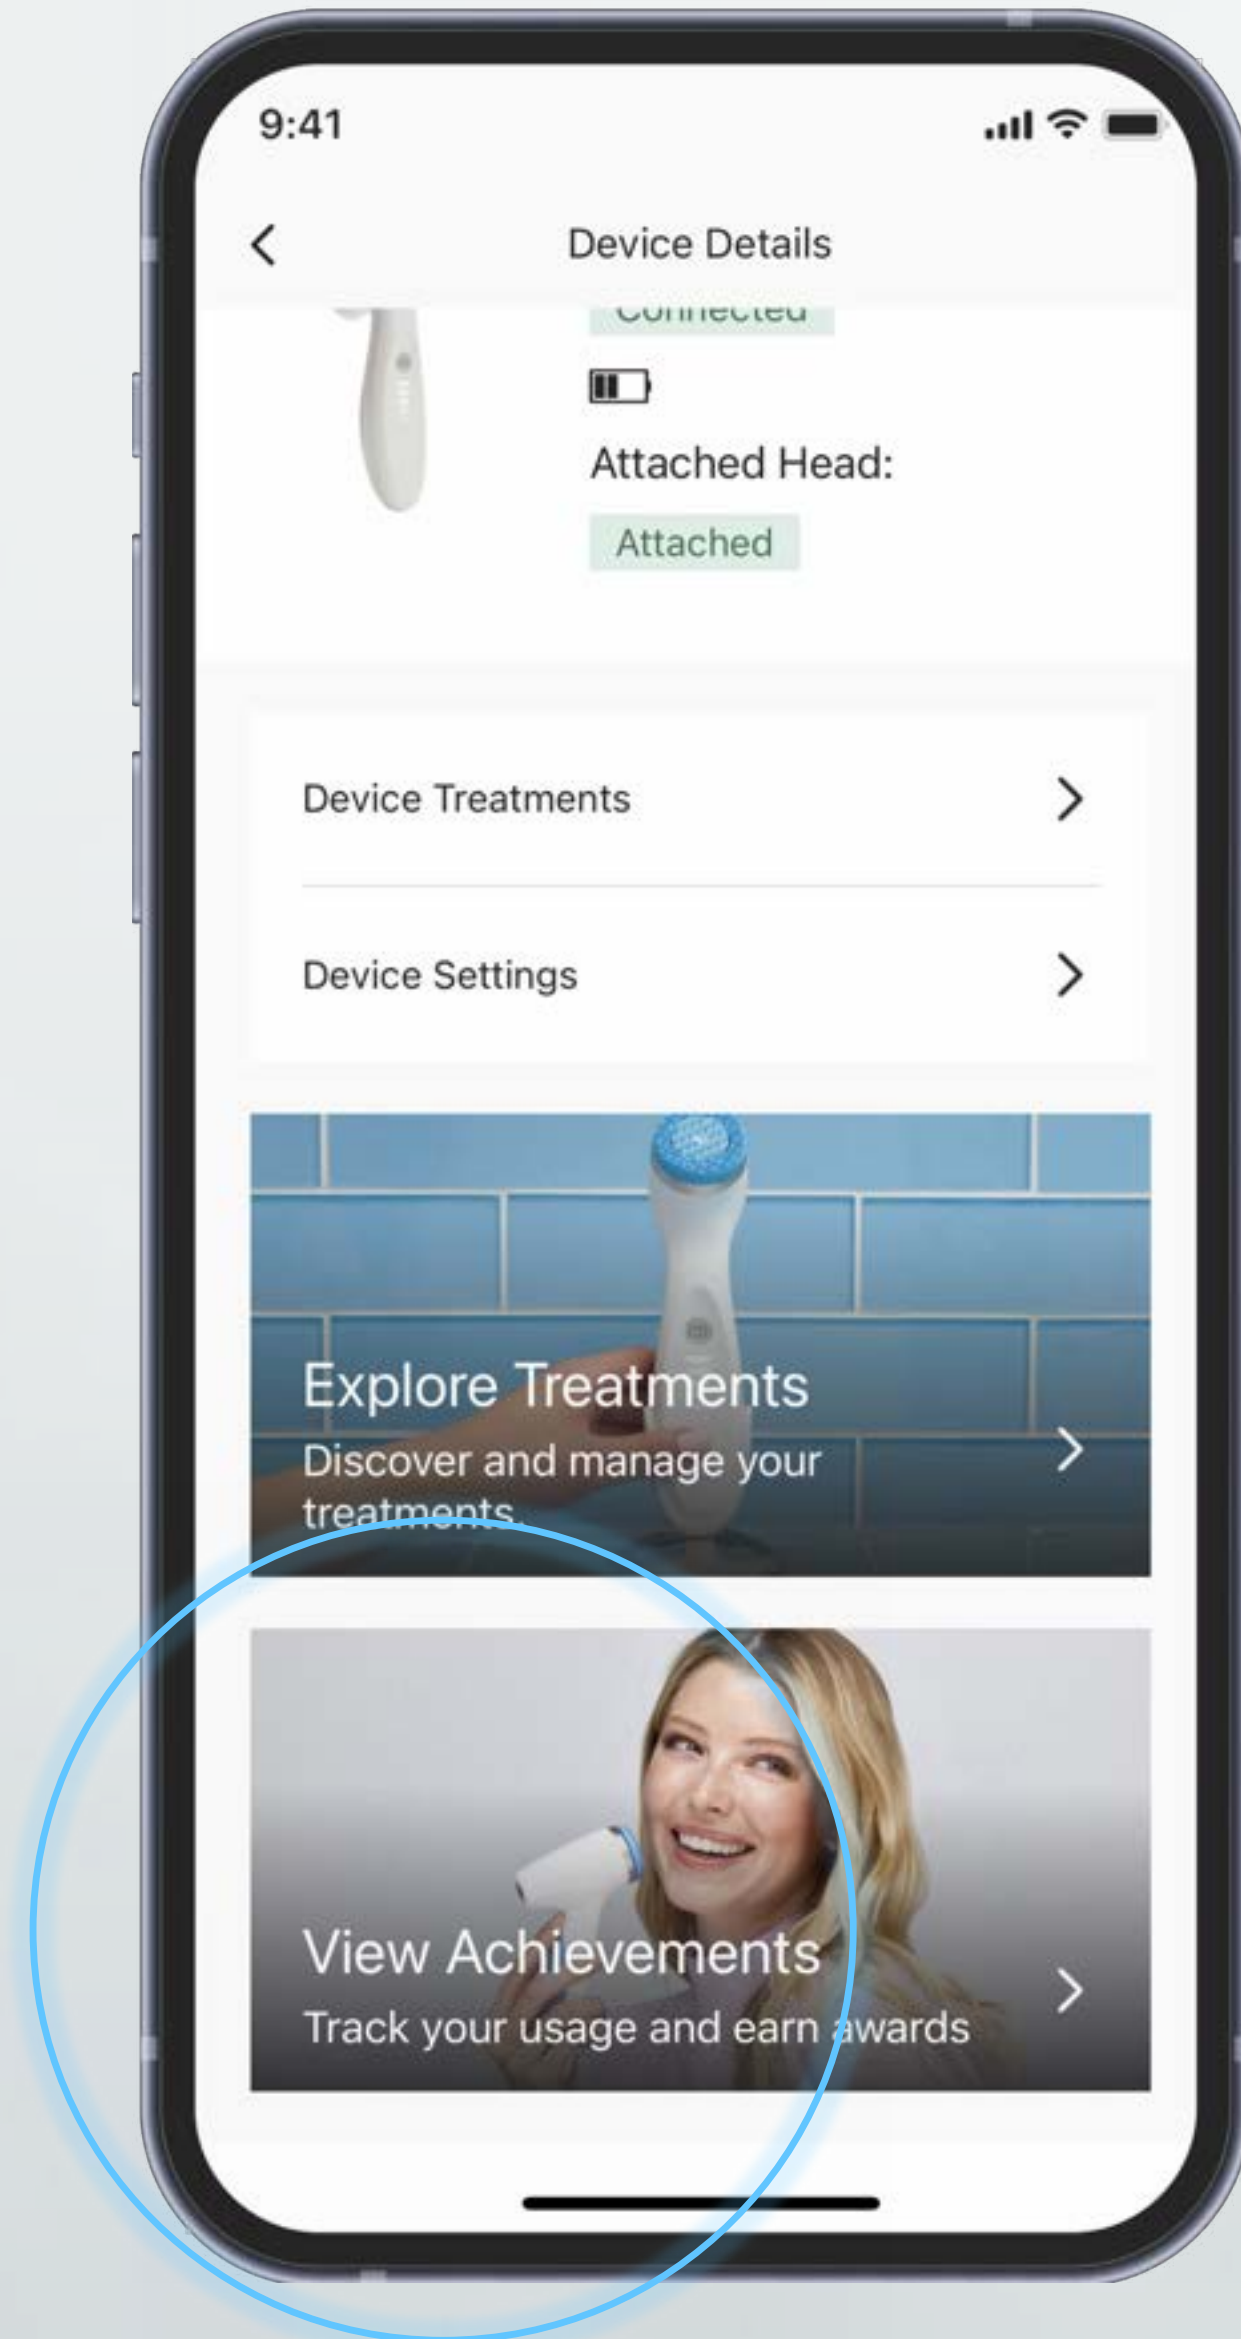 9:41
Device Details
Connected
Attached Head:
Attached
Device Treatments
Device Settings
Explore Treatments
Discover and manage your
treatments.
View Achievements
Track your usage and earn awards